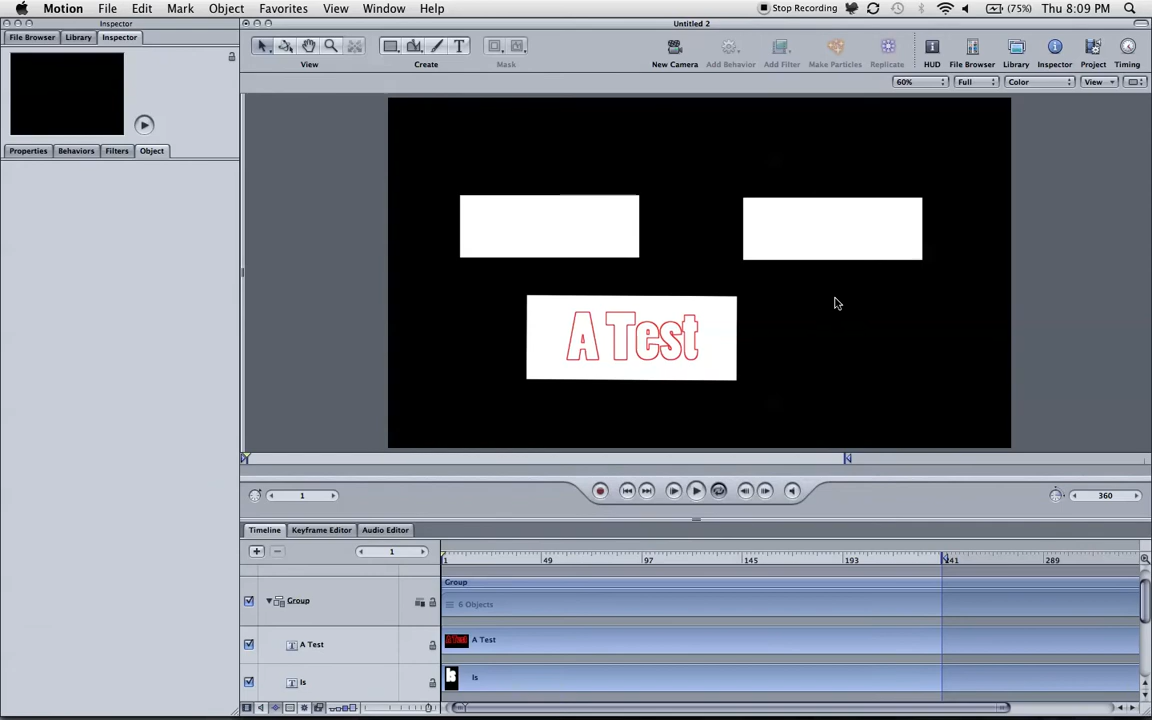 Motion File Edit Mark Object Favorites View Window Help Stop Recording (75%) Thu 8:09 PM
Inspector Untitled 2
File Browser Library Inspector
View Create Mask New Camera Add Behavior Add Filter Make Particles Replicate HUD File Browser Library Inspector Project Timing
60% Full Color View
Properties Behaviors Filters Object
A Test
1 360
Timeline Keyframe Editor Audio Editor
1 1 49 97 145 193 241 289
Group
Group 6 Objects
A Test A Test
Is Is